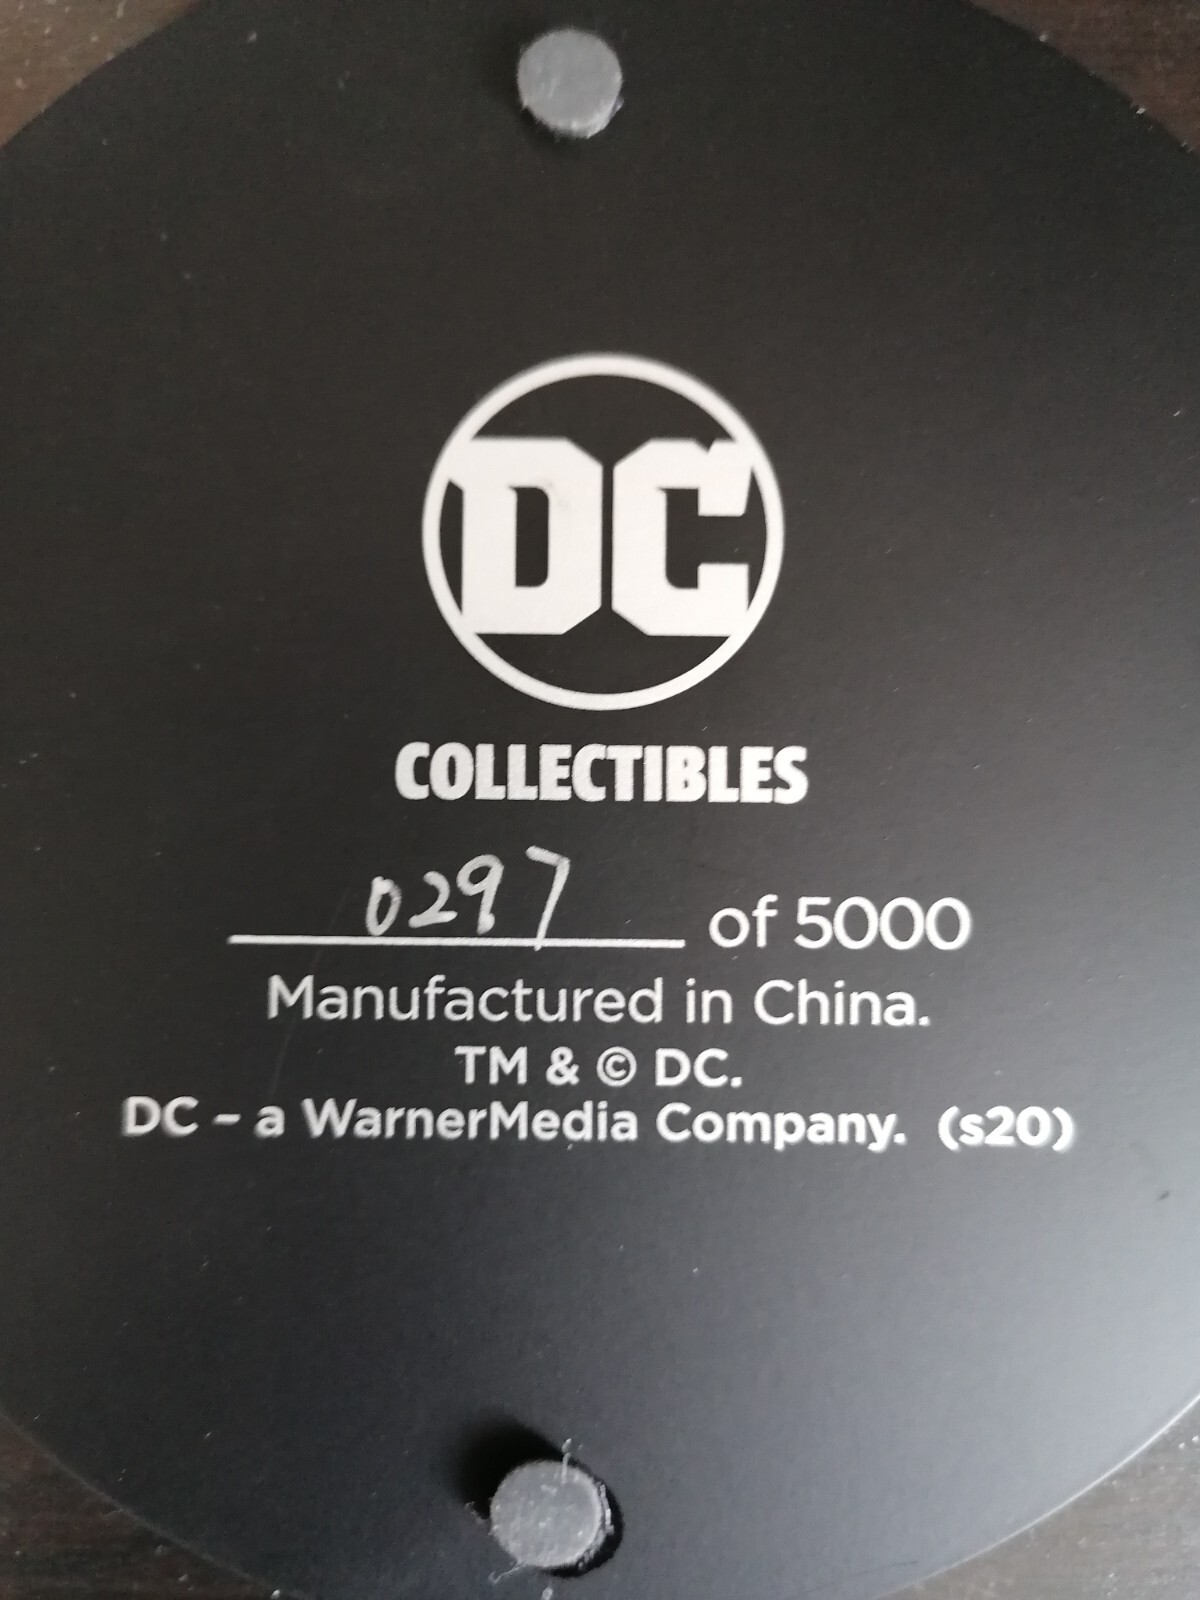 DC
COLLECTIBLES
0297 of 5000
Manufactured in China.
TM & © DC.
DC – a WarnerMedia Company. (s20)